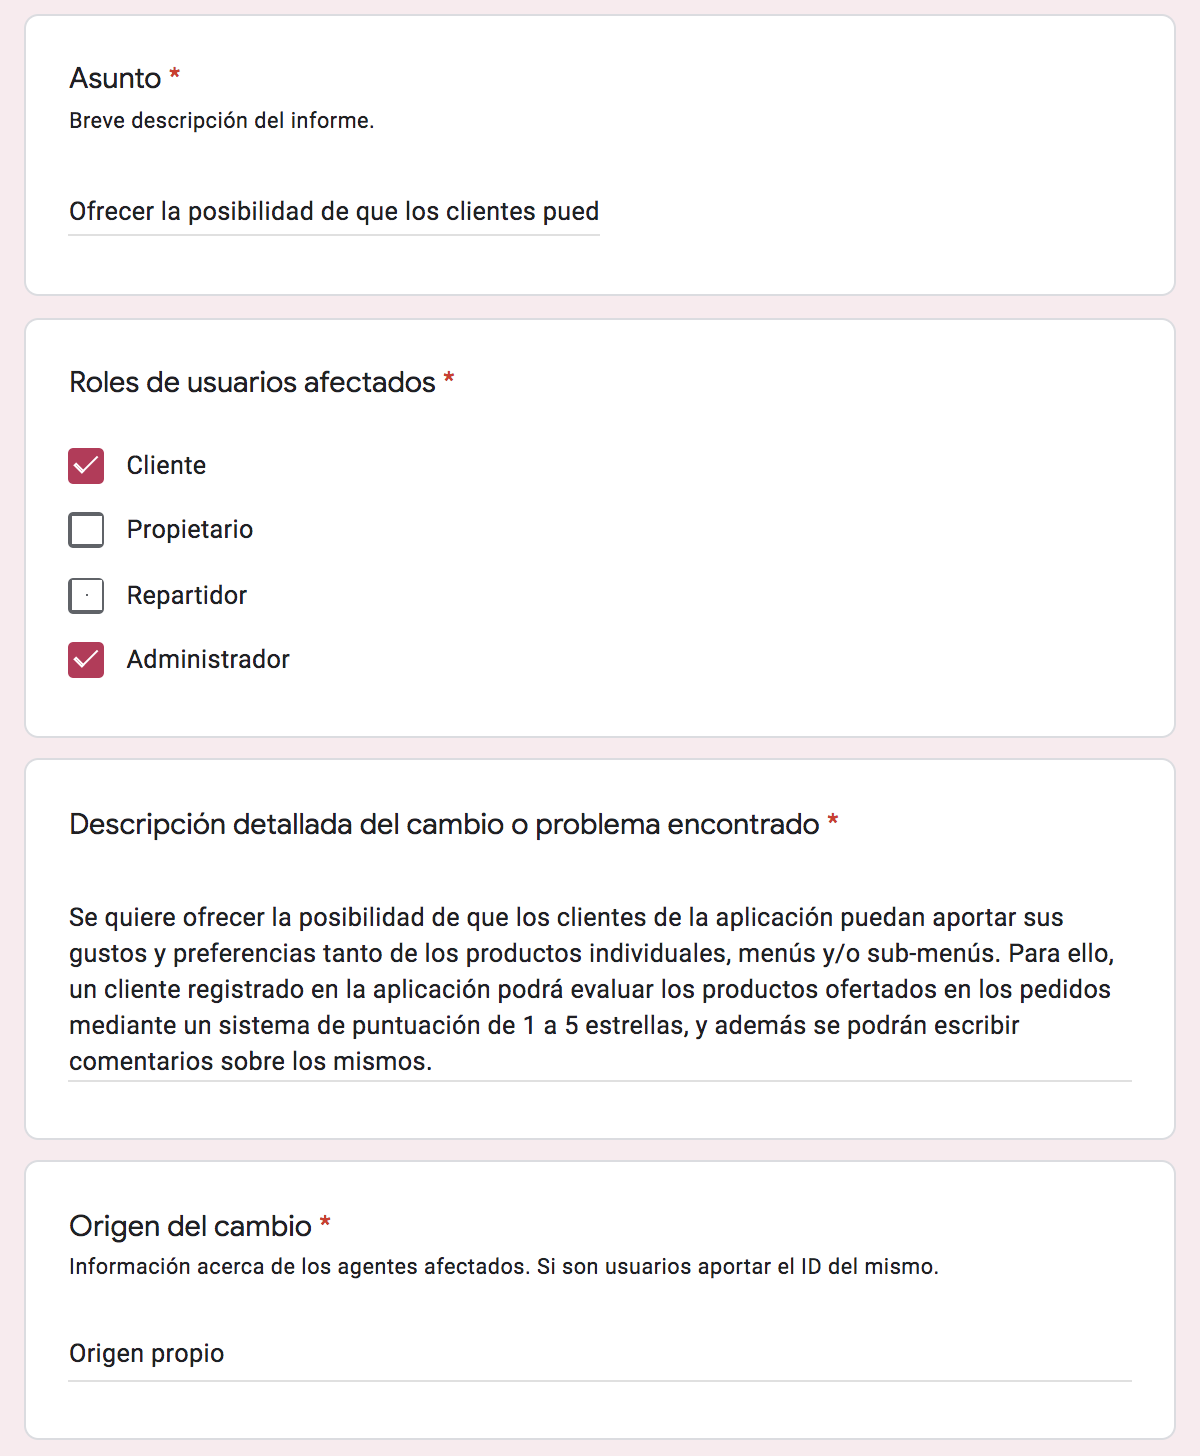 Asunto *
Breve descripción del informe.
Ofrecer la posibilidad de que los clientes pued
Roles de usuarios afectados *
Cliente
Propietario
Repartidor
Administrador
Descripción detallada del cambio o problema encontrado *
Se quiere ofrecer la posibilidad de que los clientes de la aplicación puedan aportar sus
gustos y preferencias tanto de los productos individuales, menús y/o sub-menús. Para ello,
un cliente registrado en la aplicación podrá evaluar los productos ofertados en los pedidos
mediante un sistema de puntuación de 1 a 5 estrellas, y además se podrán escribir
comentarios sobre los mismos.
Origen del cambio *
Información acerca de los agentes afectados. Si son usuarios aportar el ID del mismo.
Origen propio